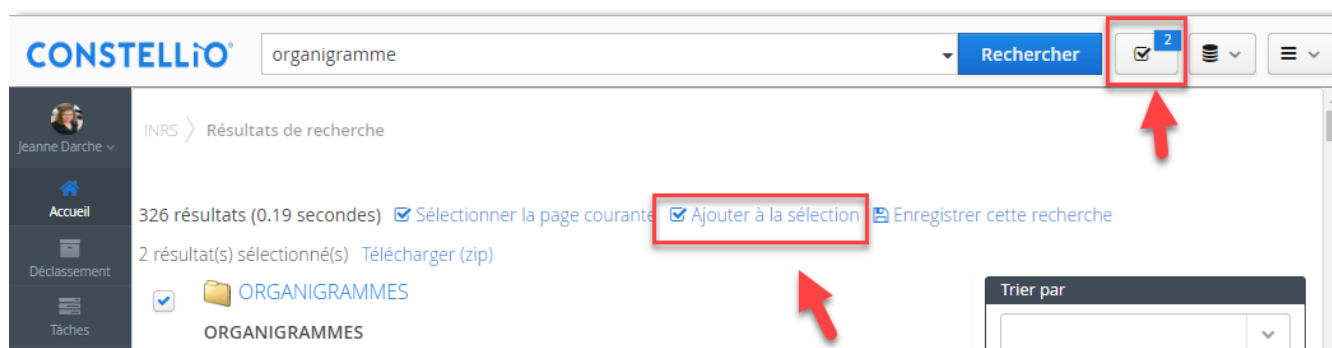 CONSTELLiO
organigramme
Rechercher
2
Jeanne Darche
INRS Résultats de recherche
Accueil
326 résultats (0.19 secondes) Sélectionner la page courante Ajouter à la sélection Enregistrer cette recherche
Déclassement
2 résultat(s) sélectionné(s) Télécharger (zip)
ORGANIGRAMMES
Trier par
Tâches
ORGANIGRAMMES